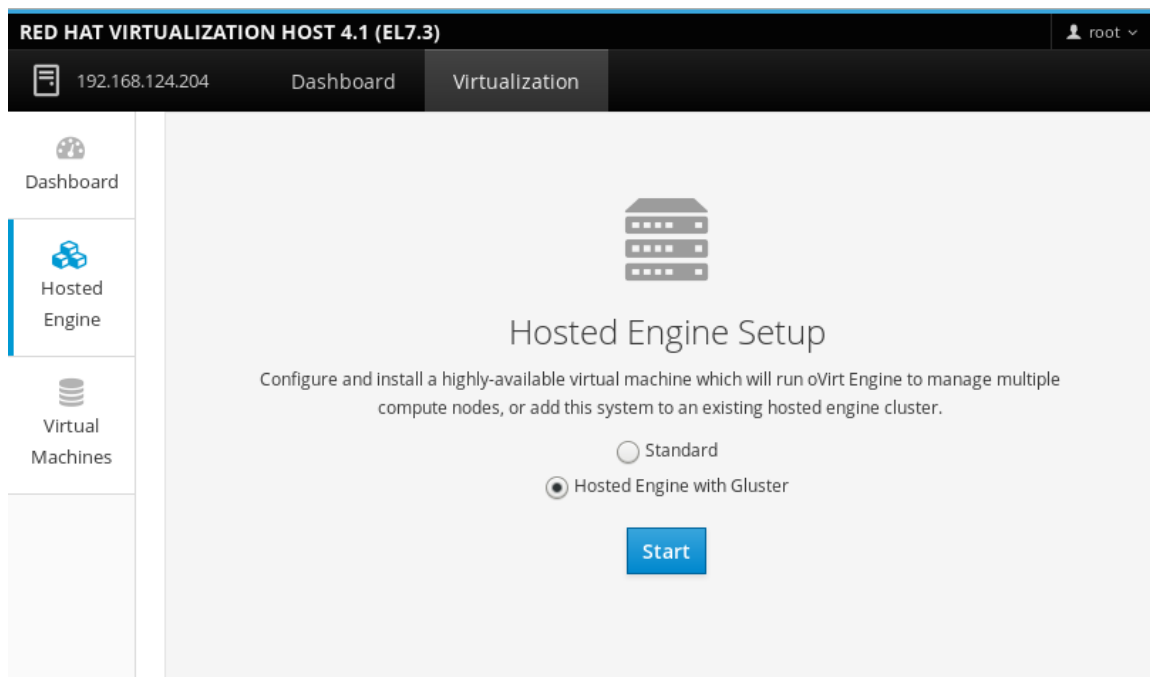 RED HAT VIRTUALIZATION HOST 4.1 (EL7.3)
root
192.168.124.204
Dashboard
Virtualization
Dashboard
Hosted
Engine
Virtual
Machines
Hosted Engine Setup
Configure and install a highly-available virtual machine which will run oVirt Engine to manage multiple
compute nodes, or add this system to an existing hosted engine cluster.
Standard
Hosted Engine with Gluster
Start